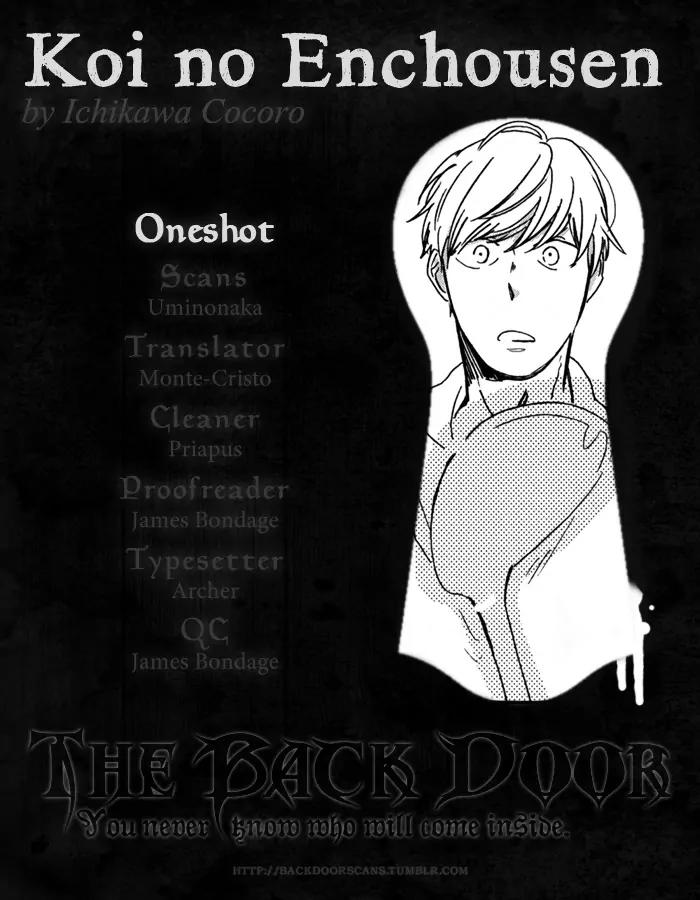 Koi no Enchousen
by Ichikawa Cocoro
Oneshot
Scans
Uminonaka
Translator
Monte-Cristo
Cleaner
Priapus
Proofreader
James Bondage
Typesetter
Archer
QC
James Bondage
The Back Door
You never know who will come inside.
HTTP://BACKDOORSCANS.TUMBLR.COM